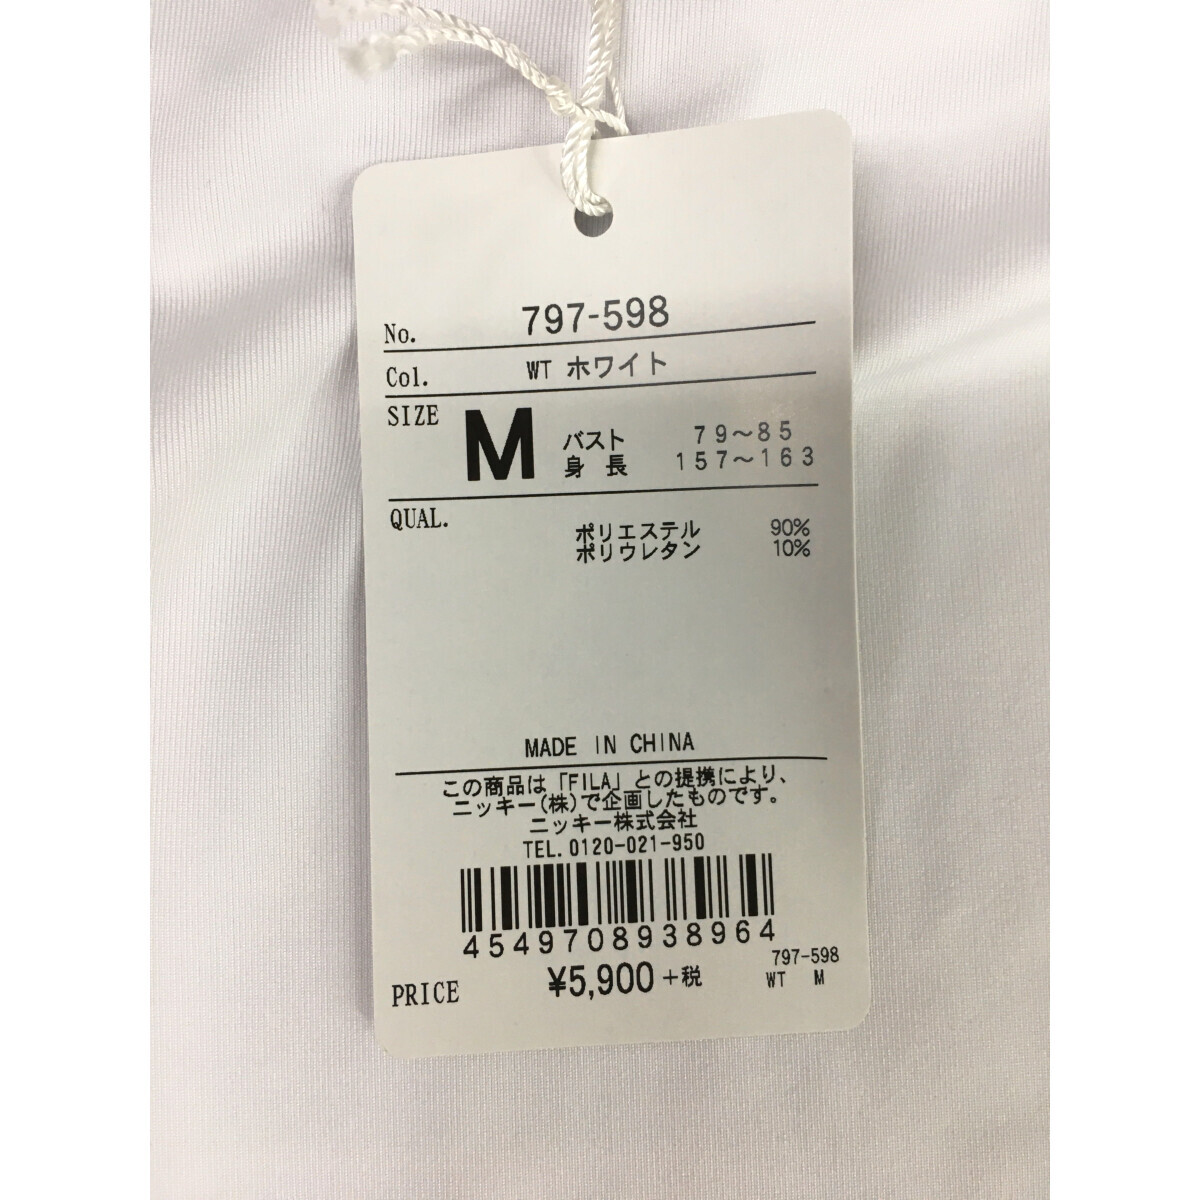 No. 797-598
Col. WT ホワイト
SIZE M バスト 79～85
身長 157～163
QUAL. ポリエステル 90%
ポリウレタン 10%
MADE IN CHINA
この商品は「FILA」との提携により、
ニッキー(株)で企画したものです。
ニッキー株式会社
TEL. 0120-021-950
4549708938964
797-598
PRICE ¥5,900+税 WT M